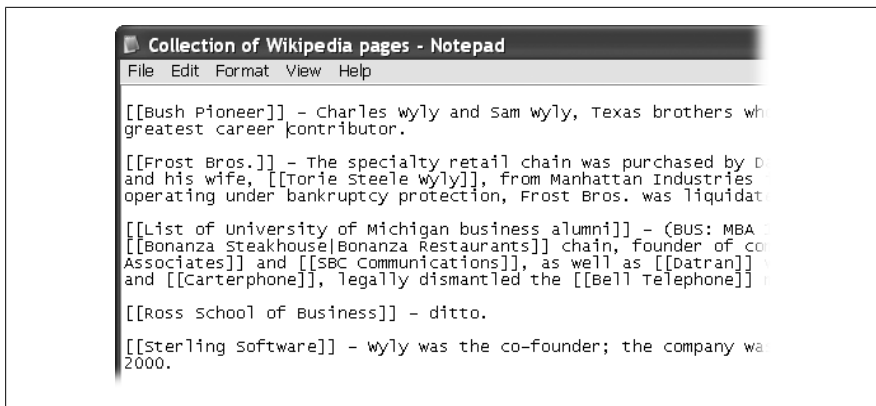 Collection of Wikipedia pages - Notepad
File Edit Format View Help
[[Bush Pioneer]] – Charles Wyly and Sam Wyly, Texas brothers
greatest career contributor.
[[Frost Bros.]] – The specialty retail chain was purchased by
and his wife, [[Torie Steele Wyly]], from Manhattan Industries
operating under bankruptcy protection, Frost Bros. was
[[List of University of Michigan business alumni]] – (BUS: MBA
[[Bonanza Steakhouse|Bonanza Restaurants]] chain, founder of
Associates]] and [[SBC Communications]], as well as [[Datran]]
and [[Carterphone]], legally dismantled the [[Bell Telephone]]
[[Ross School of Business]] – ditto.
[[Sterling Software]] – Wyly was the co-founder; the company
2000.